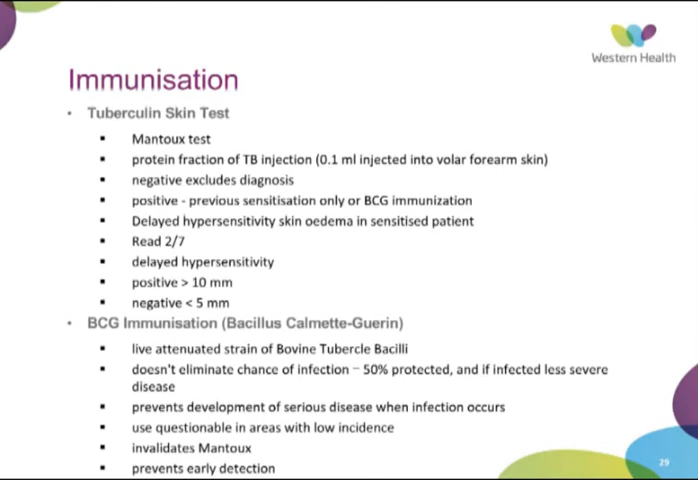 Western Health
Immunisation
• Tuberculin Skin Test
▪ Mantoux test
▪ protein fraction of TB injection (0.1 ml injected into volar forearm skin)
▪ negative excludes diagnosis
▪ positive - previous sensitisation only or BCG immunization
▪ Delayed hypersensitivity skin oedema in sensitised patient
▪ Read 2/7
▪ delayed hypersensitivity
▪ positive > 10 mm
▪ negative < 5 mm
• BCG Immunisation (Bacillus Calmette-Guerin)
▪ live attenuated strain of Bovine Tubercle Bacilli
▪ doesn't eliminate chance of infection – 50% protected, and if infected less severe
disease
▪ prevents development of serious disease when infection occurs
▪ use questionable in areas with low incidence
▪ invalidates Mantoux
▪ prevents early detection
29